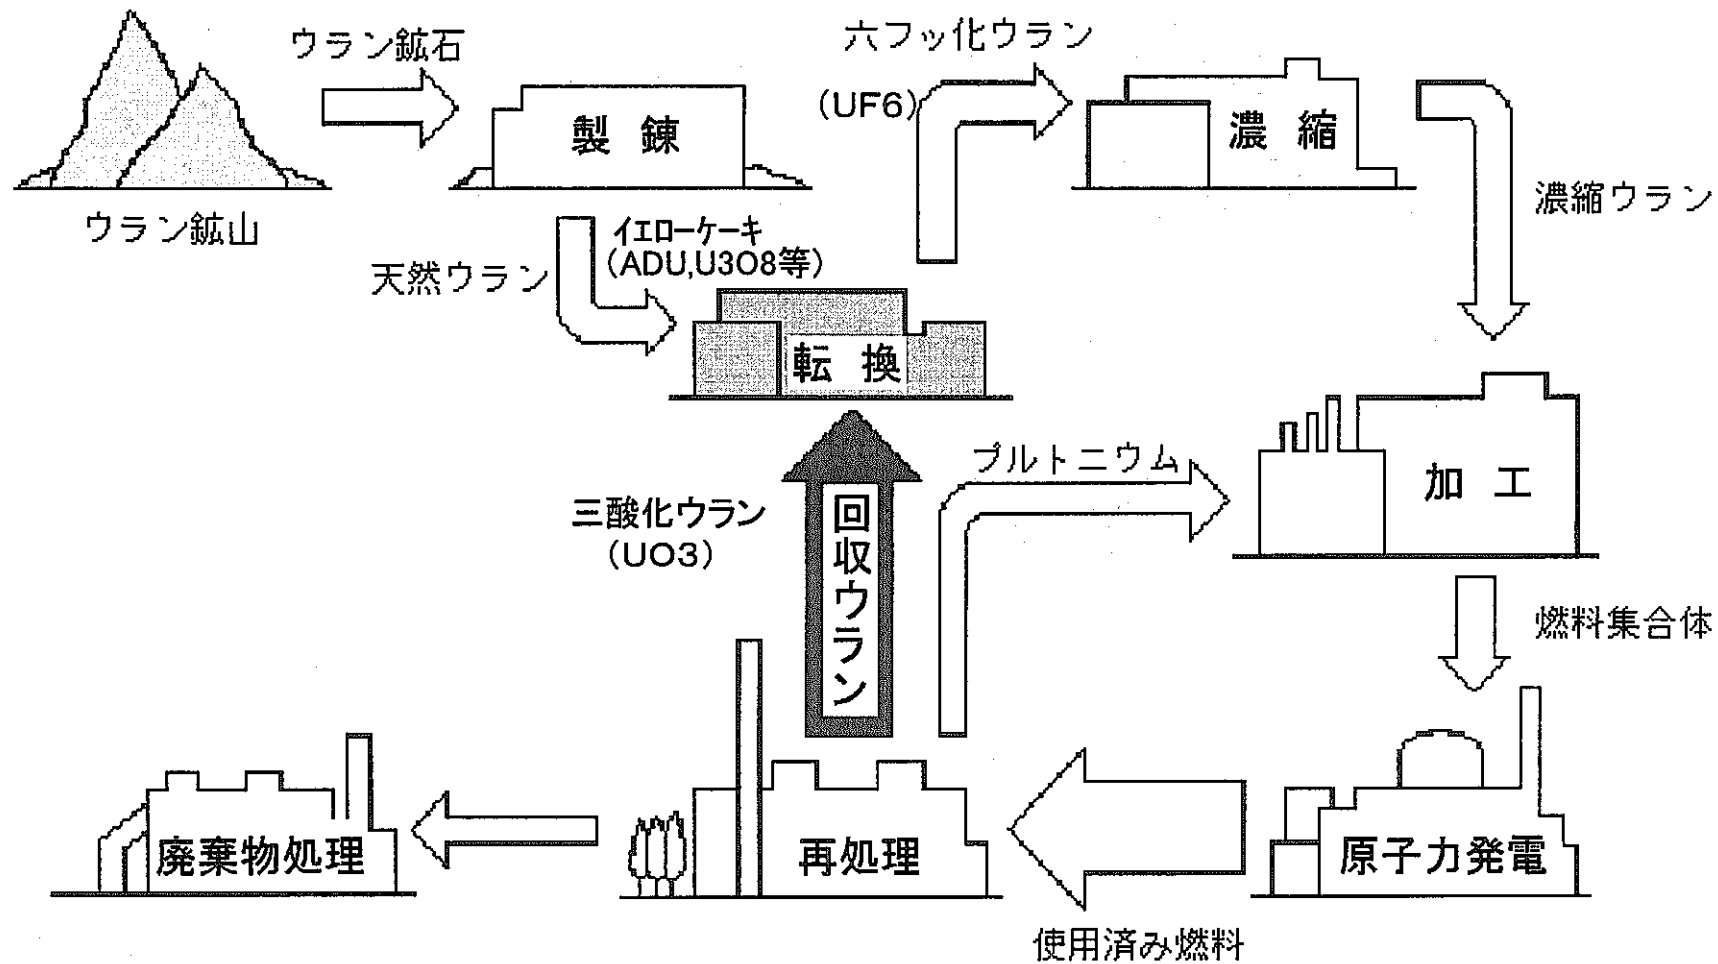 ウラン鉱石
六フッ化ウラン
(UF6)
製錬
濃縮
濃縮ウラン
ウラン鉱山
天然ウラン
イエローケーキ
(ADU,U3O8等)
転換
プルトニウム
加工
三酸化ウラン
(UO3)
回収ウラン
燃料集合体
廃棄物処理
再処理
原子力発電
使用済み燃料